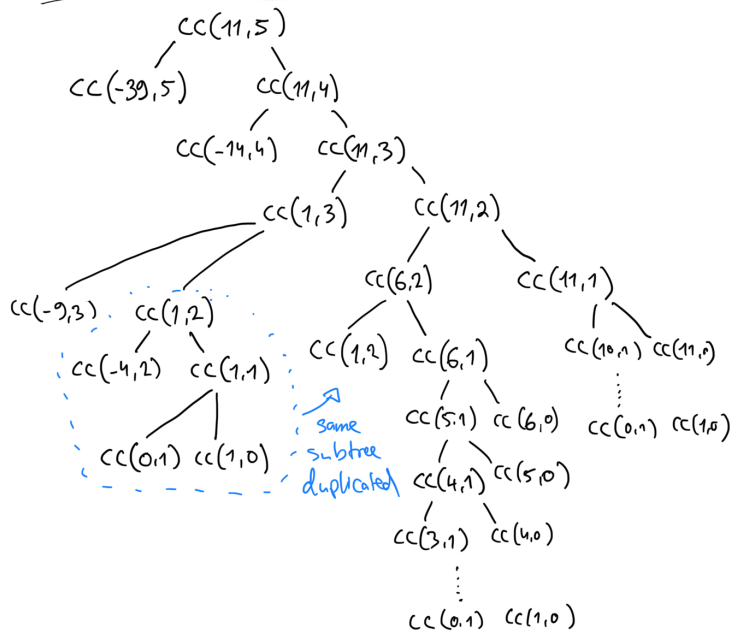 CC(11,5)
CC(-39,5) CC(11,4)
CC(-14,4) CC(11,3)
CC(1,3) CC(11,2)
CC(-9,3) CC(1,2) CC(6,2) CC(11,1)
CC(-4,2) CC(1,1) CC(1,2) CC(6,1) CC(10,1) CC(11,0)
CC(0,1) CC(1,0) same subtree duplicated CC(5,1) CC(6,0) CC(0,1) CC(1,0)
CC(4,1) CC(5,0)
CC(3,1) CC(4,0)
CC(0,1) CC(1,0)